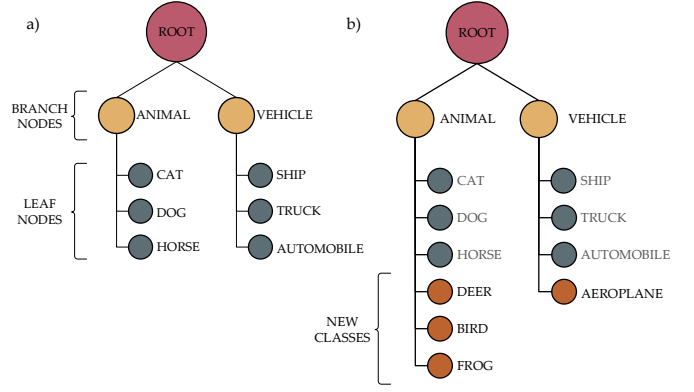 a)
ROOT
BRANCH
NODES
ANIMAL
VEHICLE
LEAF
NODES
CAT
DOG
HORSE
SHIP
TRUCK
AUTOMOBILE
b)
ROOT
ANIMAL
VEHICLE
CAT
DOG
HORSE
NEW
CLASSES
DEER
BIRD
FROG
SHIP
TRUCK
AUTOMOBILE
AEROPLANE